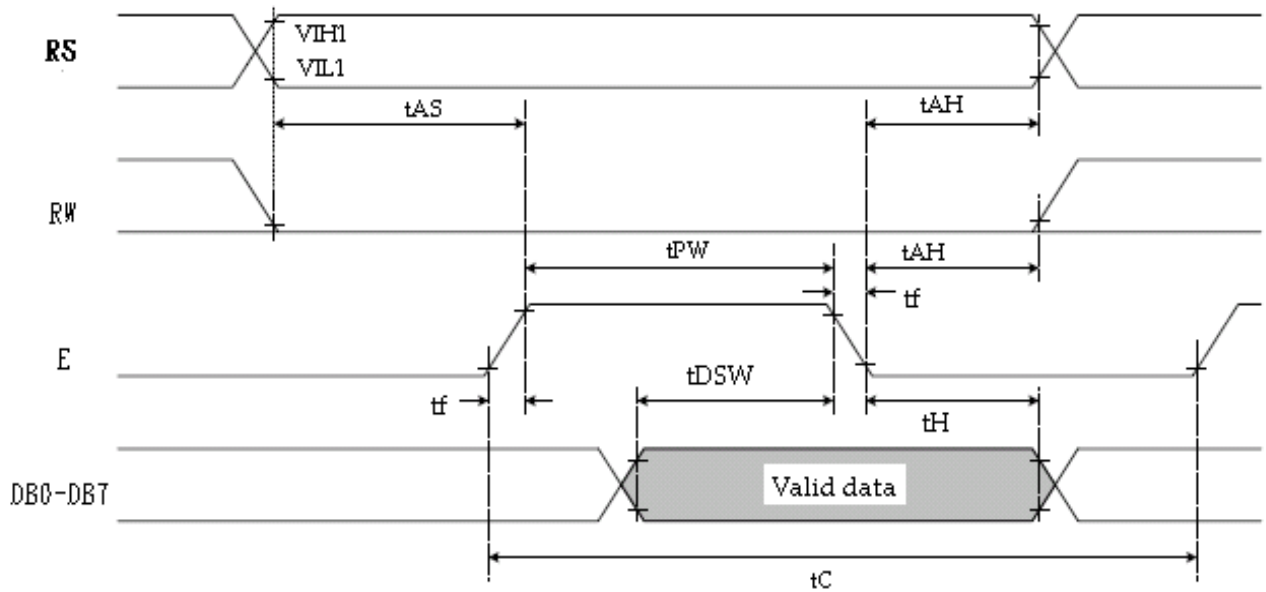 RS
VIH1
VIL1
tAS
tAH
RW
tPW
tAH
tf
E
tDSW
tf
tH
DB0-DB7
Valid data
tC